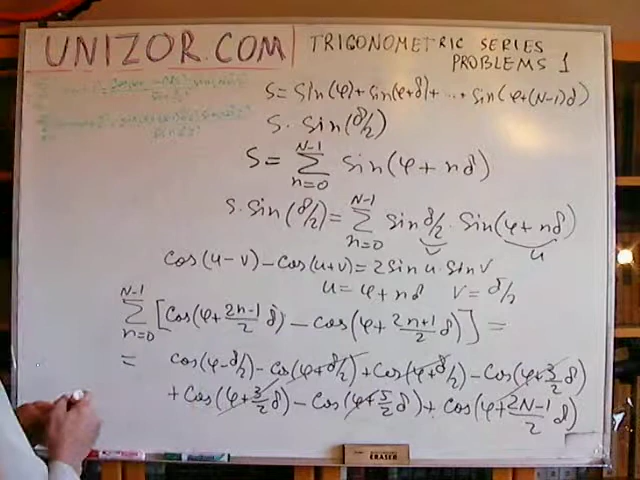 UNIZOR.COM | TRIGONOMETRIC SERIES
PROBLEMS 1
S = sin(φ) + sin(φ+δ) + ... sin(φ+(N-1)δ)
S · sin(δ/2)
S = Σ_{n=0}^{N-1} sin(φ + nδ)
S · sin(δ/2) = Σ_{n=0}^{N-1} sin δ/2 · sin(φ + nδ)
v u
cos(u-v) - cos(u+v) = 2 sin u · sin v
u = φ + nδ v = δ/2
Σ_{n=0}^{N-1} [cos(φ + (2n-1)/2 δ) - cos(φ + (2n+1)/2 δ)] =
= cos(φ-δ/2) - cos(φ+δ/2) + cos(φ+δ/2) - cos(φ+3/2 δ)
+ cos(φ+3/2 δ) - cos(φ+5/2 δ) + cos(φ+(2N-1)/2 δ)
ERASER